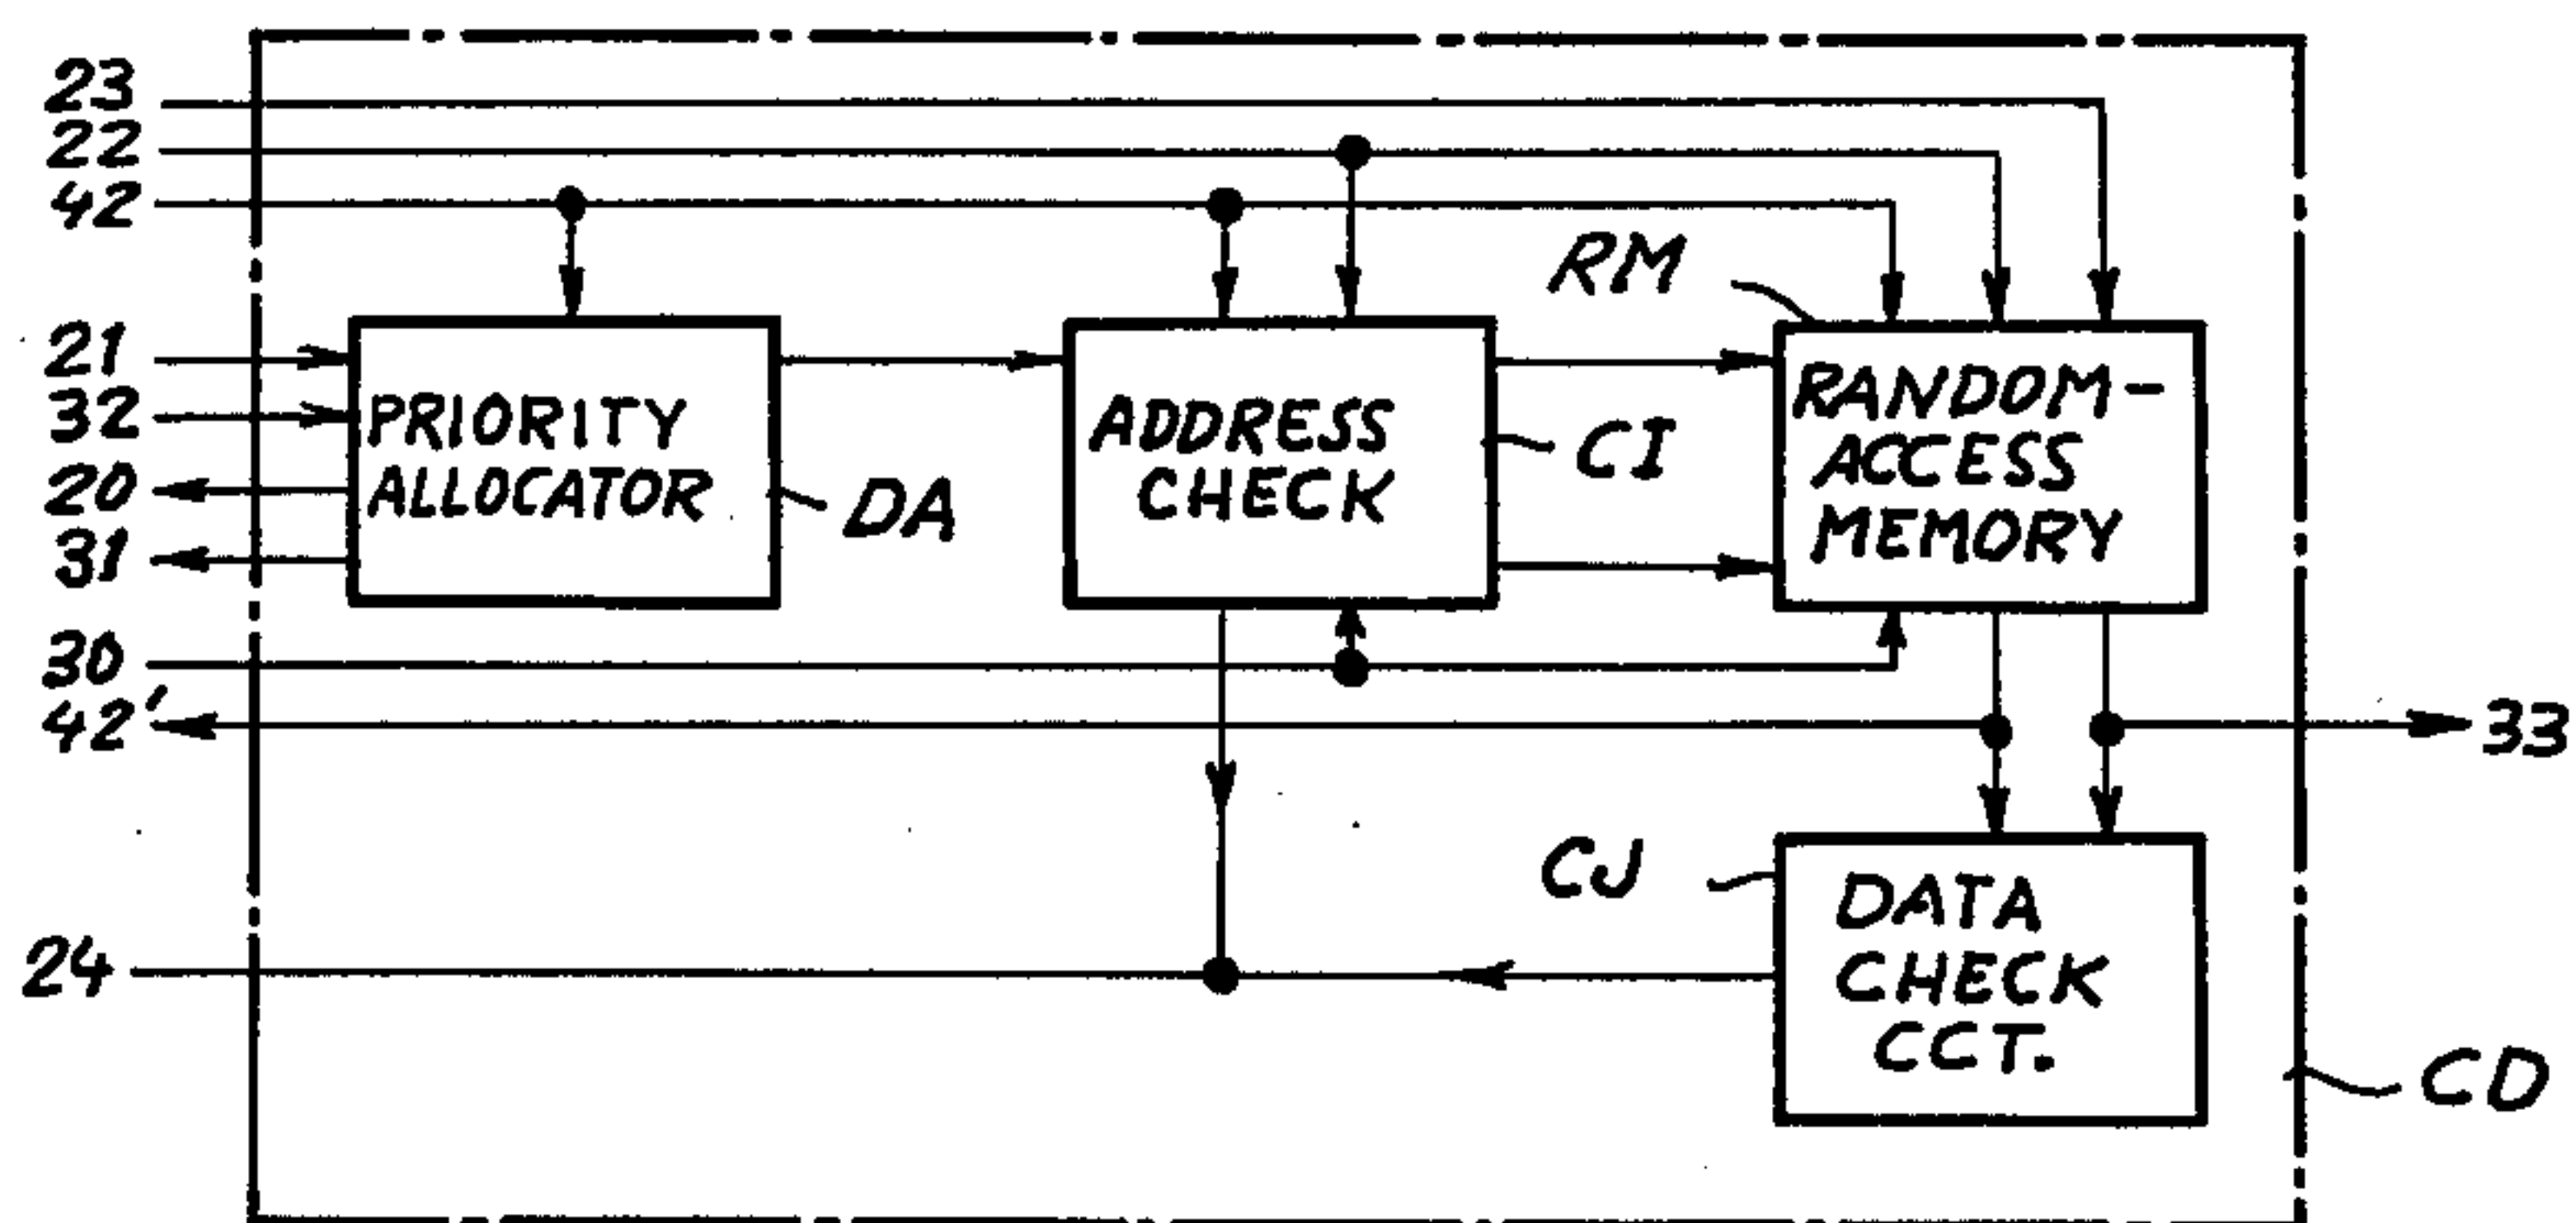 23
22
42
RM
21
32
20
31
PRIORITY
ALLOCATOR
DA
ADDRESS
CHECK
CI
RANDOM-
ACCESS
MEMORY
30
42'
33
CJ
DATA
CHECK
CCT.
24
CD